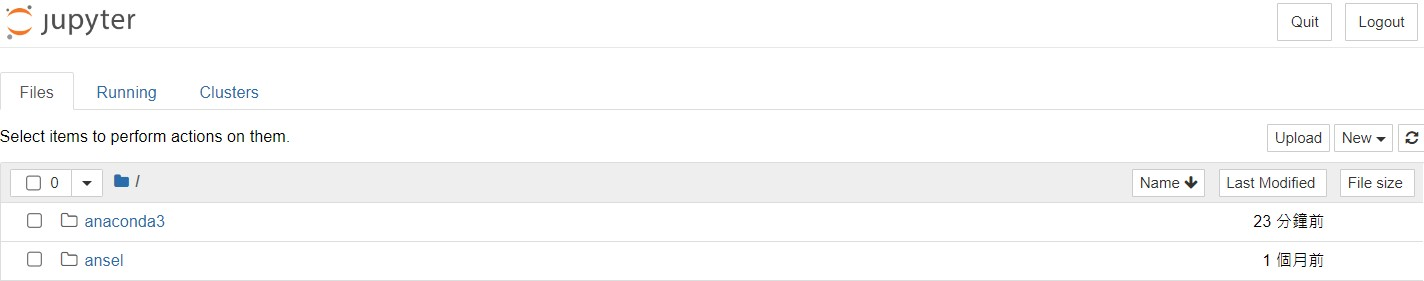 jupyter
Quit Logout
Files Running Clusters
Select items to perform actions on them.
Upload New
0 / Name Last Modified File size
anaconda3 23 分鐘前
ansel 1 個月前